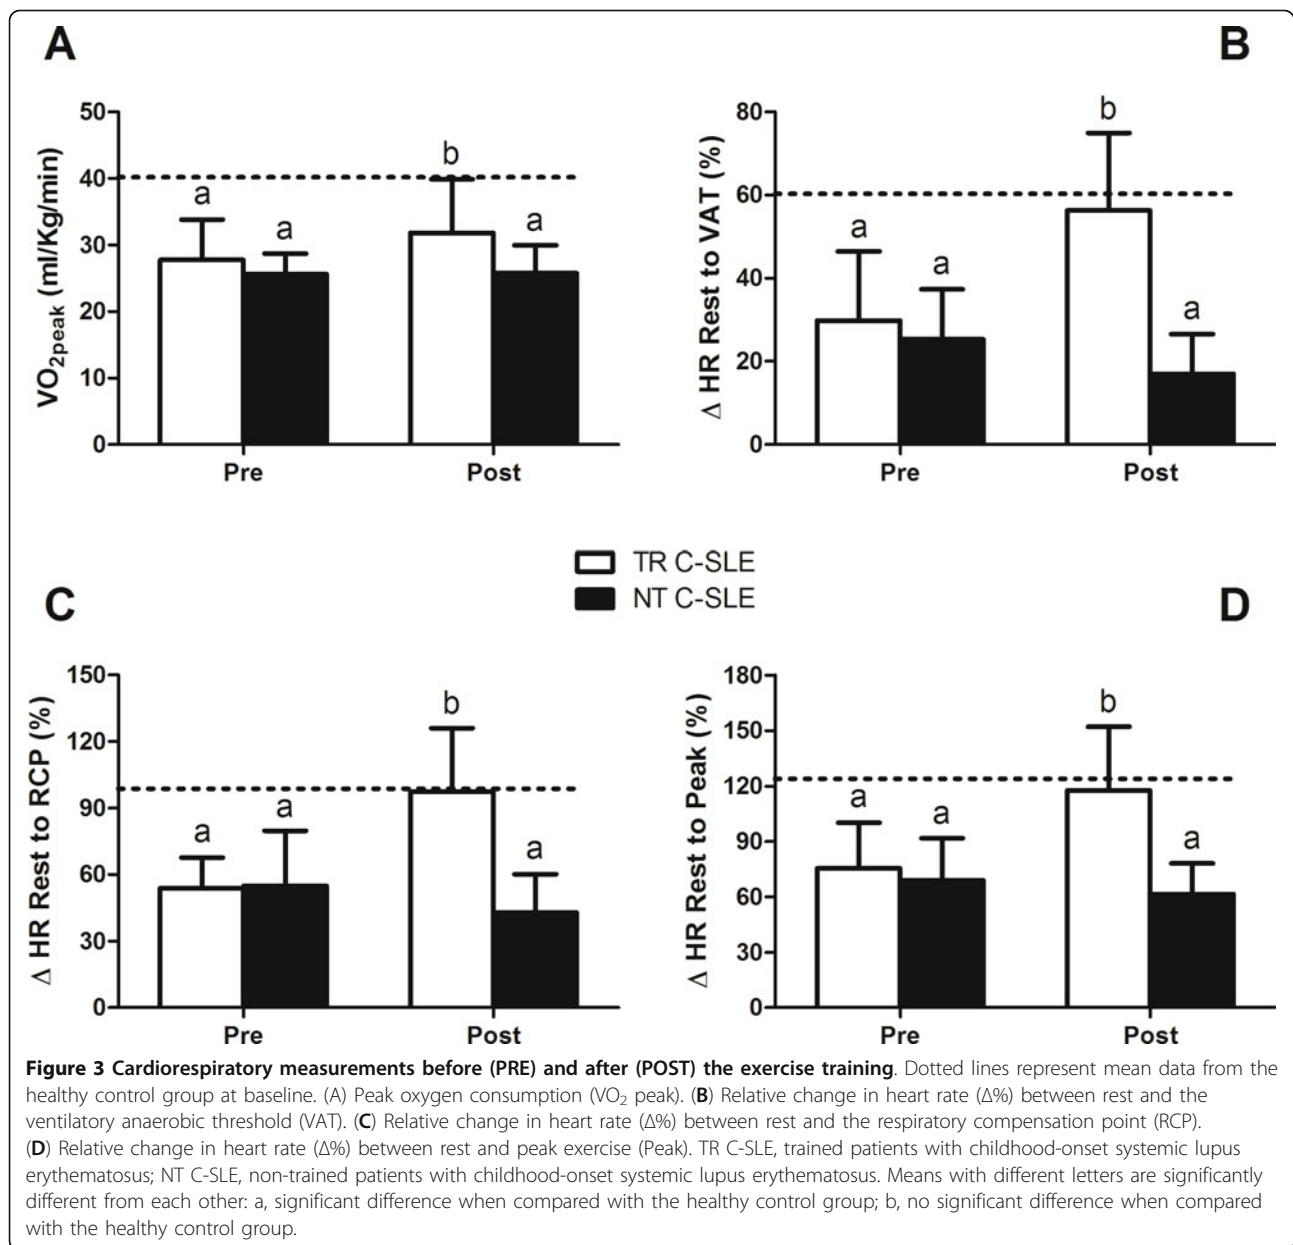 A
B
50
40
30
20
10
0
VO2peak (ml/Kg/min)
a
a
b
a
Pre
Post
80
60
40
20
0
Δ HR Rest to VAT (%)
a
a
b
a
Pre
Post
TR C-SLE
NT C-SLE
C
D
150
120
90
60
30
0
Δ HR Rest to RCP (%)
a
a
b
a
Pre
Post
180
150
120
90
60
30
0
Δ HR Rest to Peak (%)
a
a
b
a
Pre
Post
Figure 3 Cardiorespiratory measurements before (PRE) and after (POST) the exercise training. Dotted lines represent mean data from the
healthy control group at baseline. (A) Peak oxygen consumption (VO2 peak). (B) Relative change in heart rate (Δ%) between rest and the
ventilatory anaerobic threshold (VAT). (C) Relative change in heart rate (Δ%) between rest and the respiratory compensation point (RCP).
(D) Relative change in heart rate (Δ%) between rest and peak exercise (Peak). TR C-SLE, trained patients with childhood-onset systemic lupus
erythematosus; NT C-SLE, non-trained patients with childhood-onset systemic lupus erythematosus. Means with different letters are significantly
different from each other: a, significant difference when compared with the healthy control group; b, no significant difference when compared
with the healthy control group.